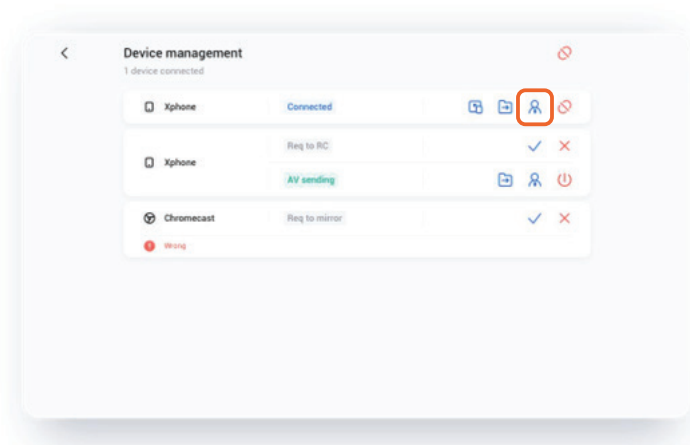 Device management
1 device connected
Xphone Connected
Req to RC
Xphone
AV sending
Chromecast Req to mirror
Wrong